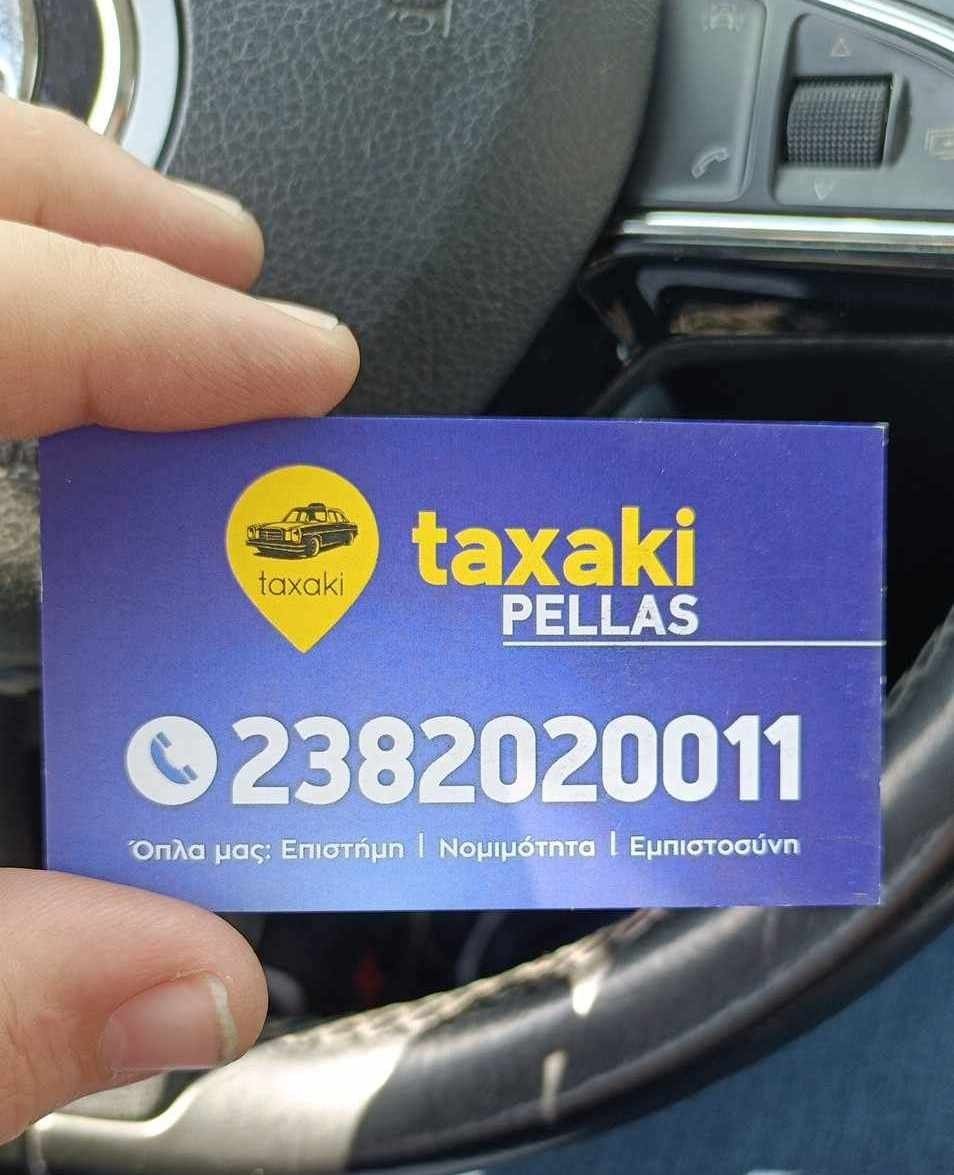 taxaki
taxaki
PELLAS
2382020011
Όπλα μας: Επιστήμη | Νομιμότητα | Εμπιστοσύνη